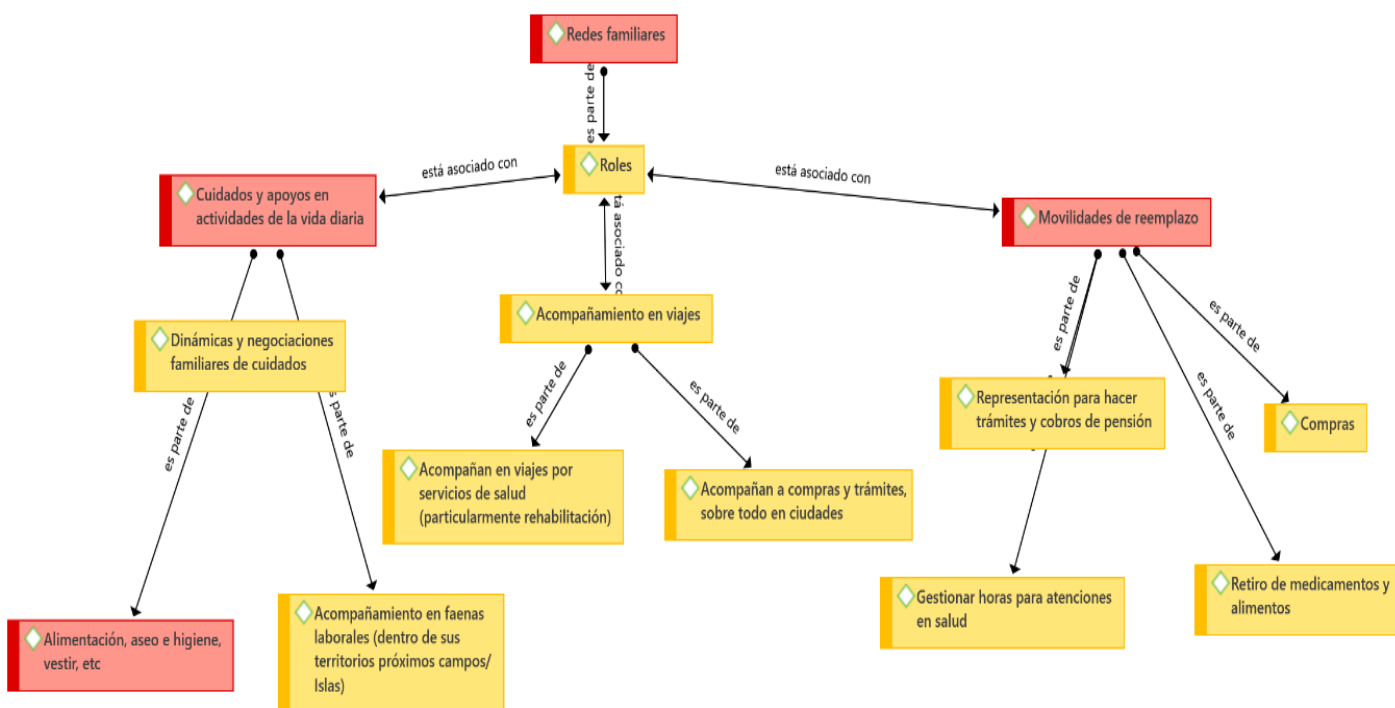 Redes familiares
es parte de
Roles
está asociado con
está asociado con
Cuidados y apoyos en
actividades de la vida diaria
tá asociado co
Movilidades de reemplazo
Acompañamiento en viajes
Dinámicas y negociaciones
familiares de cuidados
es parte de
es parte de
es parte de
es parte de
es parte de
es parte de
es parte de
Representación para hacer
trámites y cobros de pensión
Compras
Acompañan en viajes por
servicios de salud
(particularmente rehabilitación)
Acompañan a compras y trámites,
sobre todo en ciudades
Gestionar horas para atenciones
en salud
Retiro de medicamentos y
alimentos
Alimentación, aseo e higiene,
vestir, etc
Acompañamiento en faenas
laborales (dentro de sus
territorios próximos campos/
Islas)